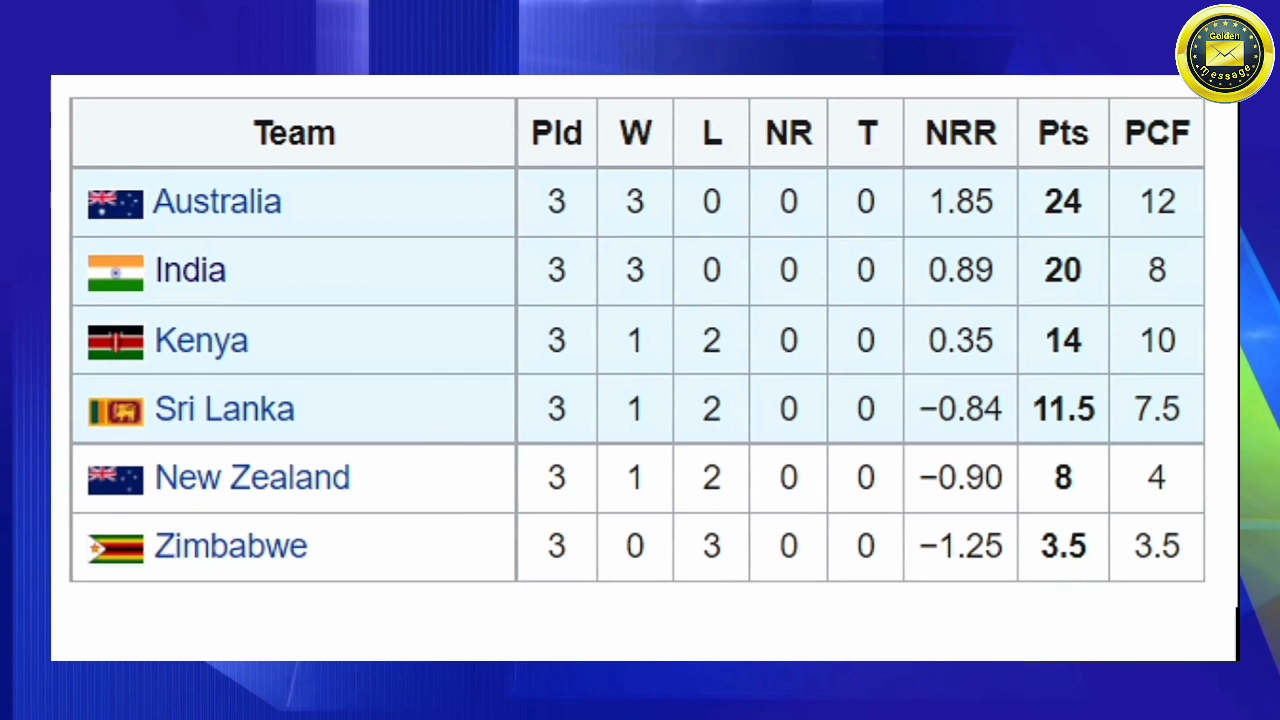 Golden
message
Team Pld W L NR T NRR Pts PCF
Australia 3 3 0 0 0 1.85 24 12
India 3 3 0 0 0 0.89 20 8
Kenya 3 1 2 0 0 0.35 14 10
Sri Lanka 3 1 2 0 0 −0.84 11.5 7.5
New Zealand 3 1 2 0 0 −0.90 8 4
Zimbabwe 3 0 3 0 0 −1.25 3.5 3.5